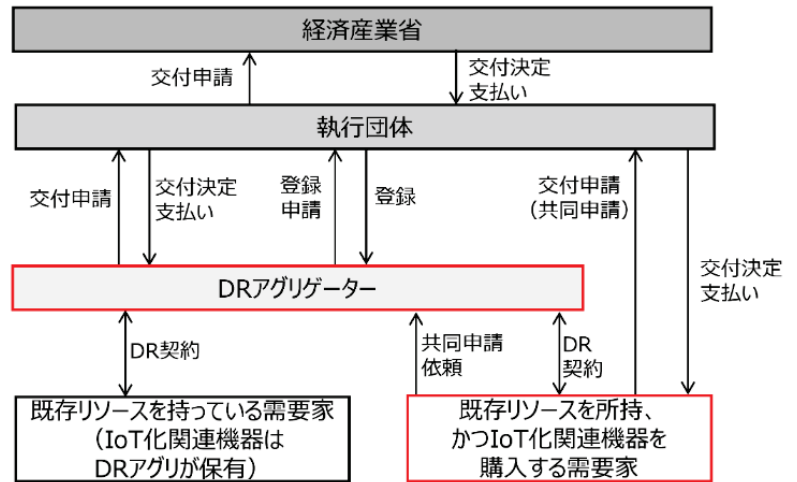 経済産業省
交付申請
交付決定
支払い
執行団体
交付申請
交付決定
支払い
登録
申請
登録
交付申請
（共同申請）
交付決定
支払い
DRアグリゲーター
DR契約
共同申請
依頼
DR
契約
既存リソースを持っている需要家
（IoT化関連機器は
DRアグリが保有）
既存リソースを所持、
かつIoT化関連機器を
購入する需要家